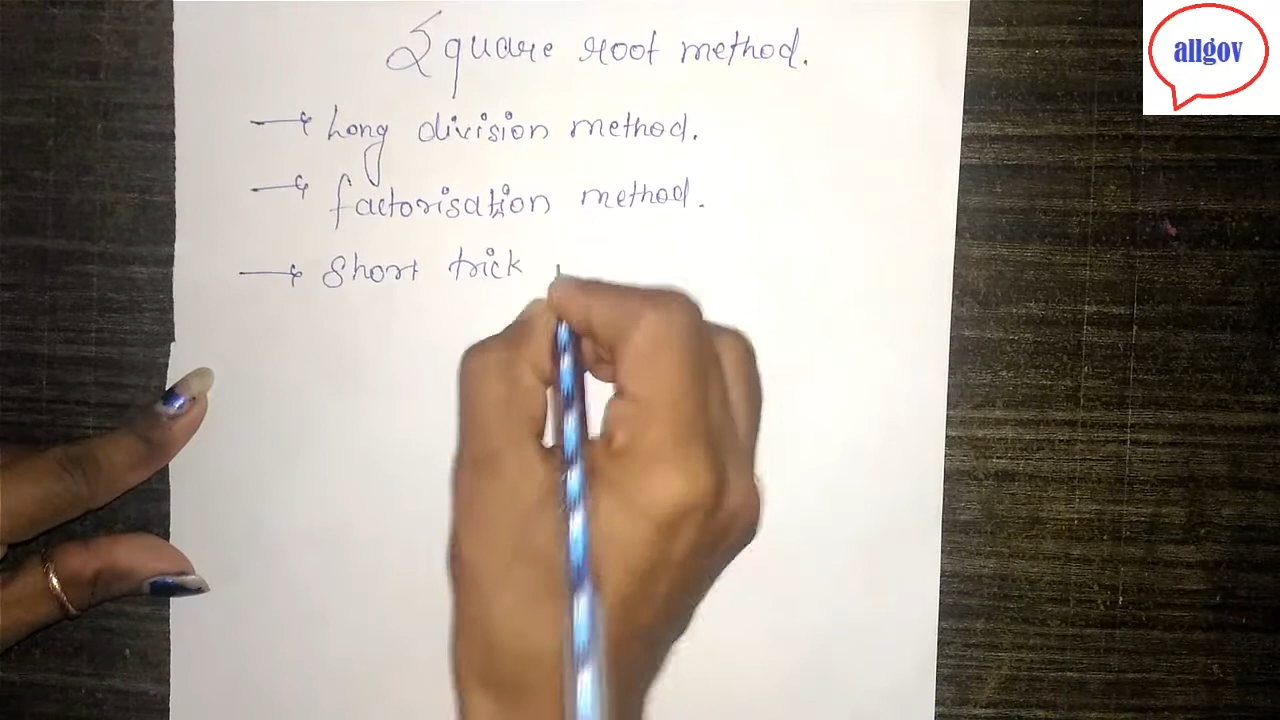 Square root method.
→ Long division method.
→ factorisation method.
→ Short trick
allgov